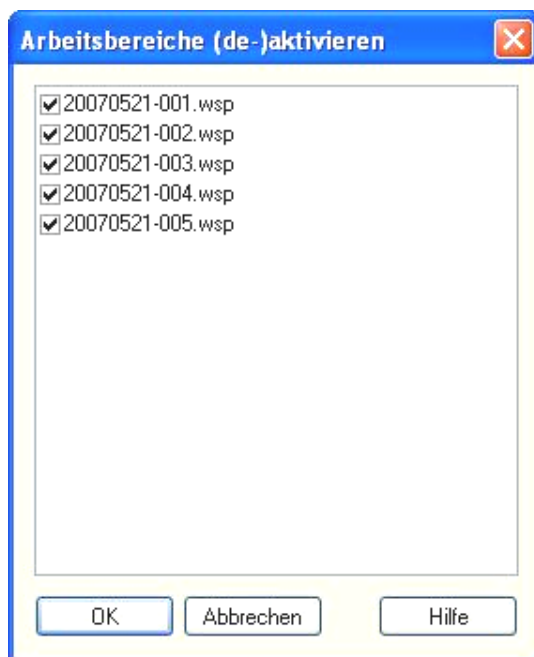 Arbeitsbereiche (de-)aktivieren
20070521-001.wsp
20070521-002.wsp
20070521-003.wsp
20070521-004.wsp
20070521-005.wsp
OK Abbrechen Hilfe